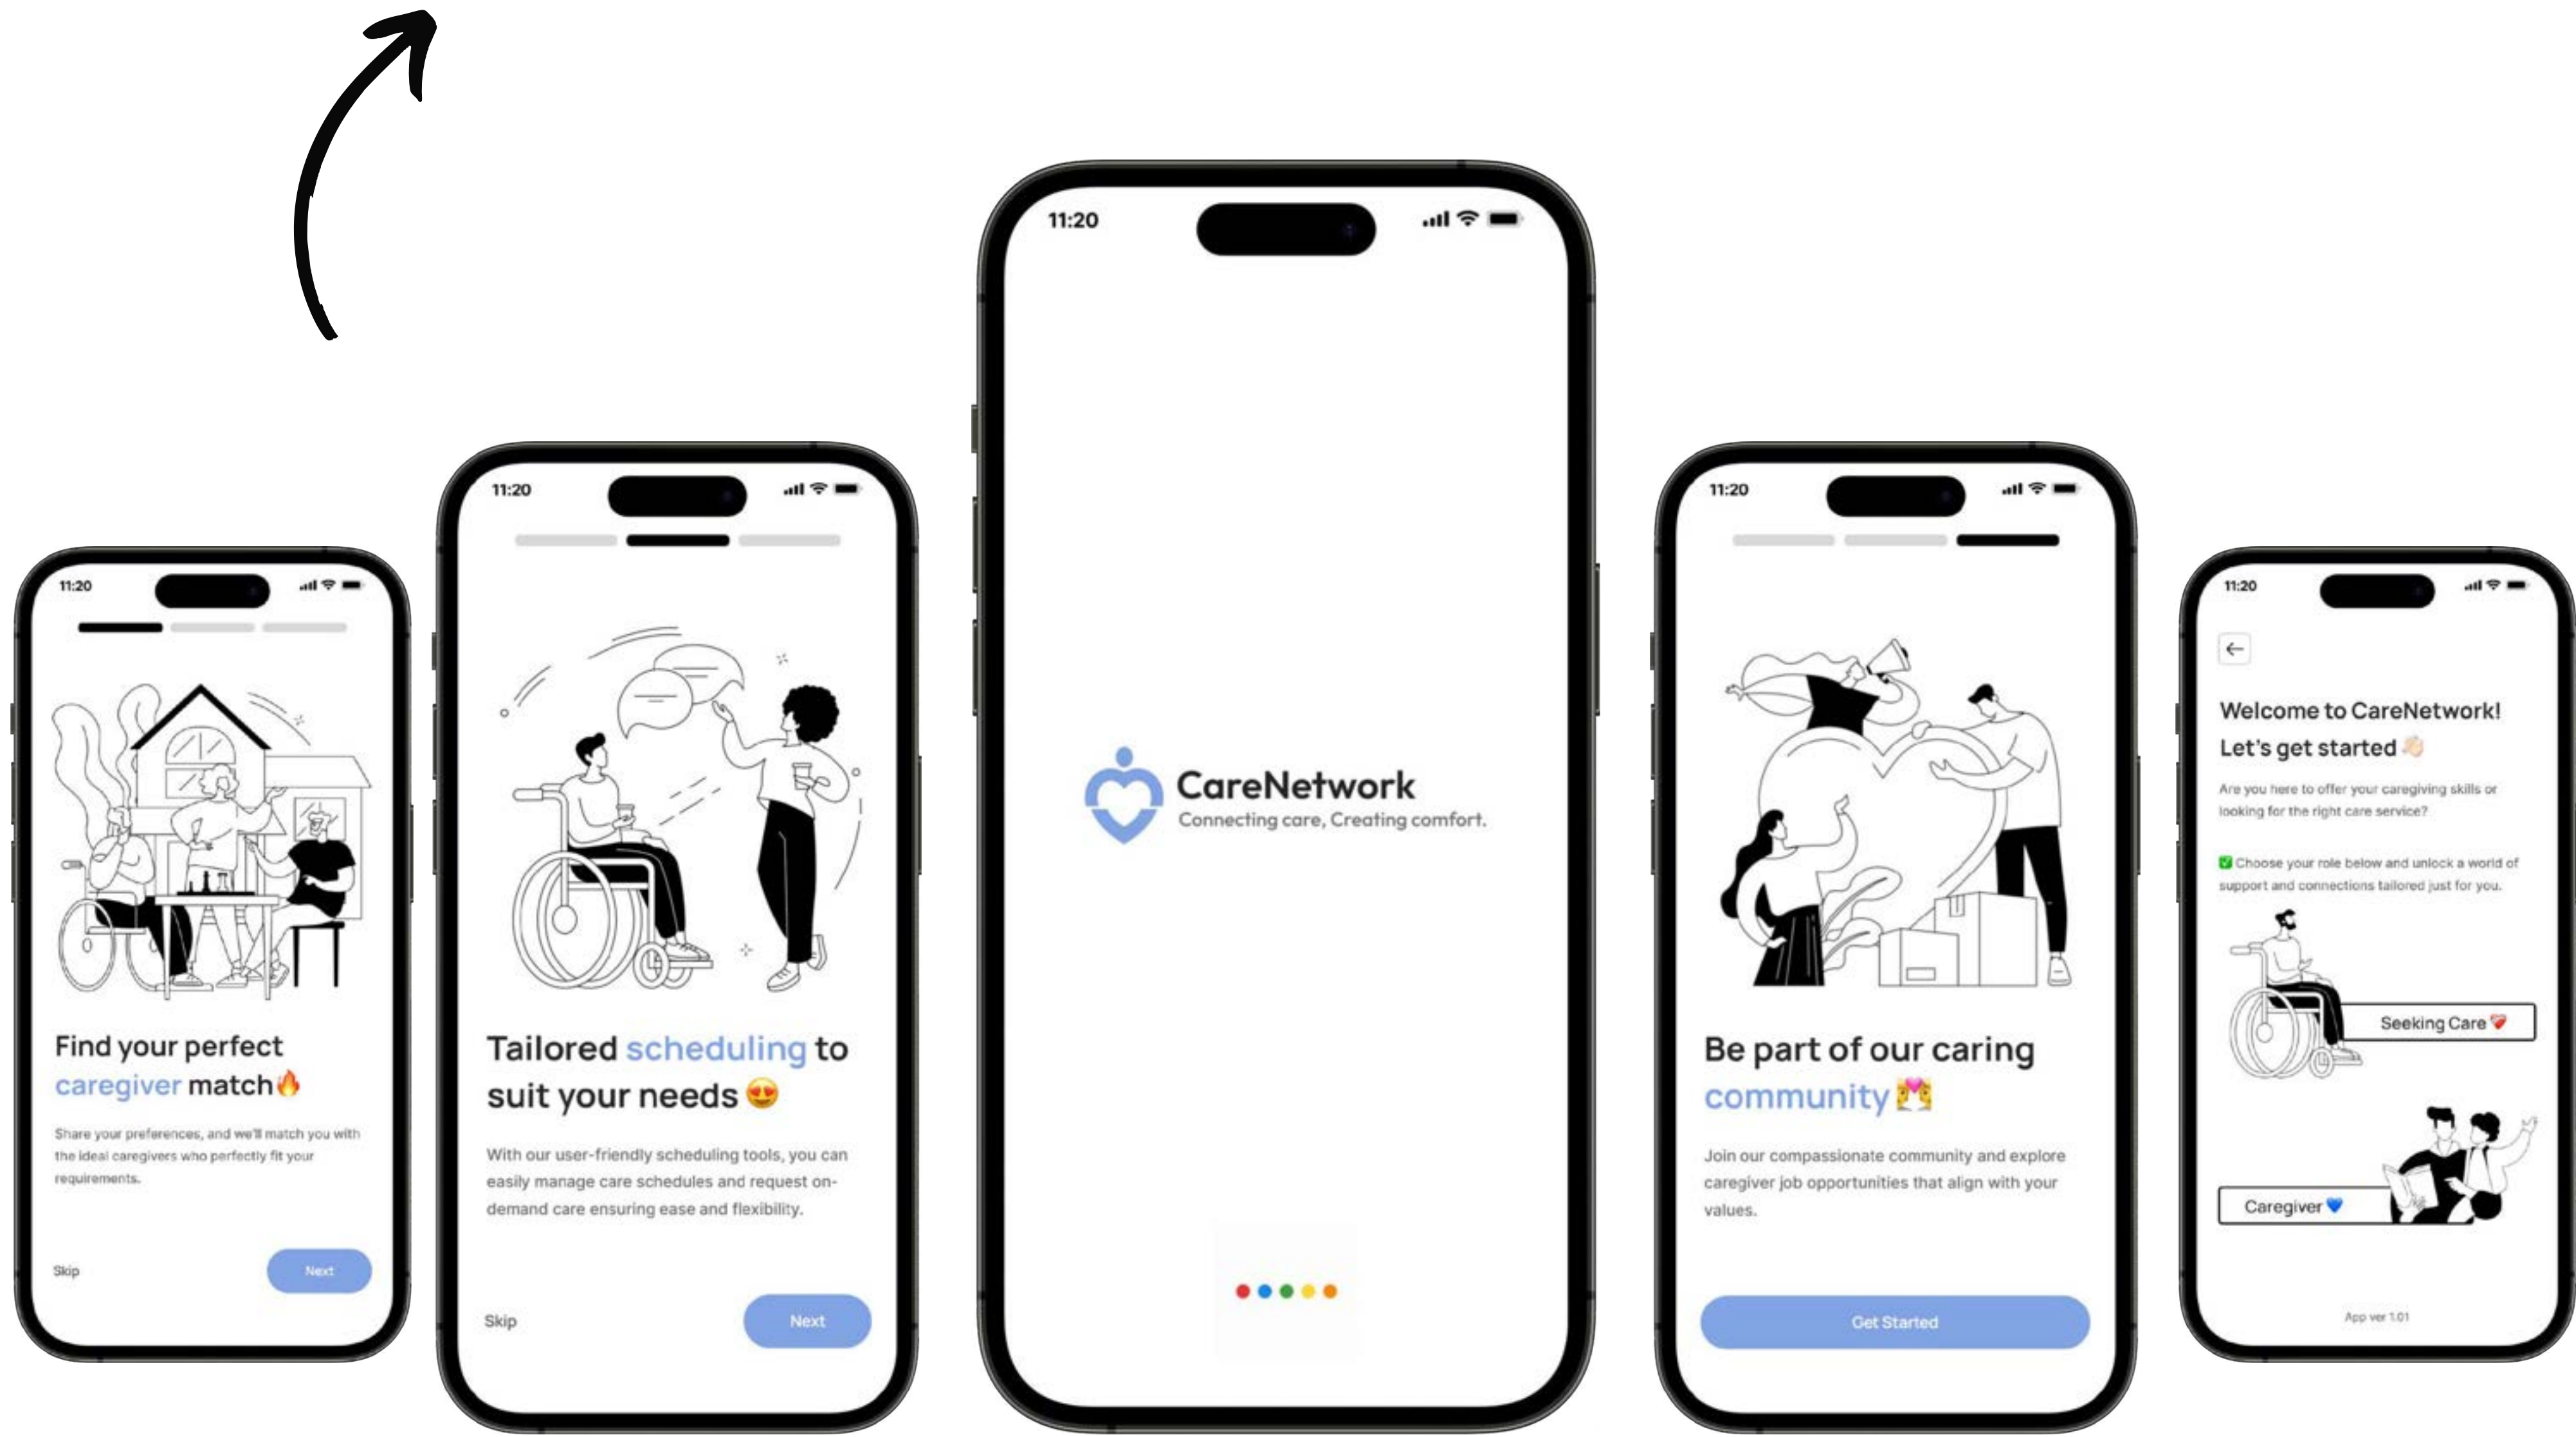 11:20
Find your perfect
caregiver match🔥
Share your preferences, and we'll match you with
the ideal caregivers who perfectly fit your
requirements.
Skip
Next
11:20
Tailored scheduling to
suit your needs 😍
With our user-friendly scheduling tools, you can
easily manage care schedules and request on-
demand care ensuring ease and flexibility.
Skip
Next
11:20
CareNetwork
Connecting care, Creating comfort.
11:20
Be part of our caring
community
Join our compassionate community and explore
caregiver job opportunities that align with your
values.
Get Started
11:20
Welcome to CareNetwork!
Let's get started 👋🏻
Are you here to offer your caregiving skills or
looking for the right care service?
✅ Choose your role below and unlock a world of
support and connections tailored just for you.
Seeking Care ❤️
Caregiver 💙
App ver 1.01